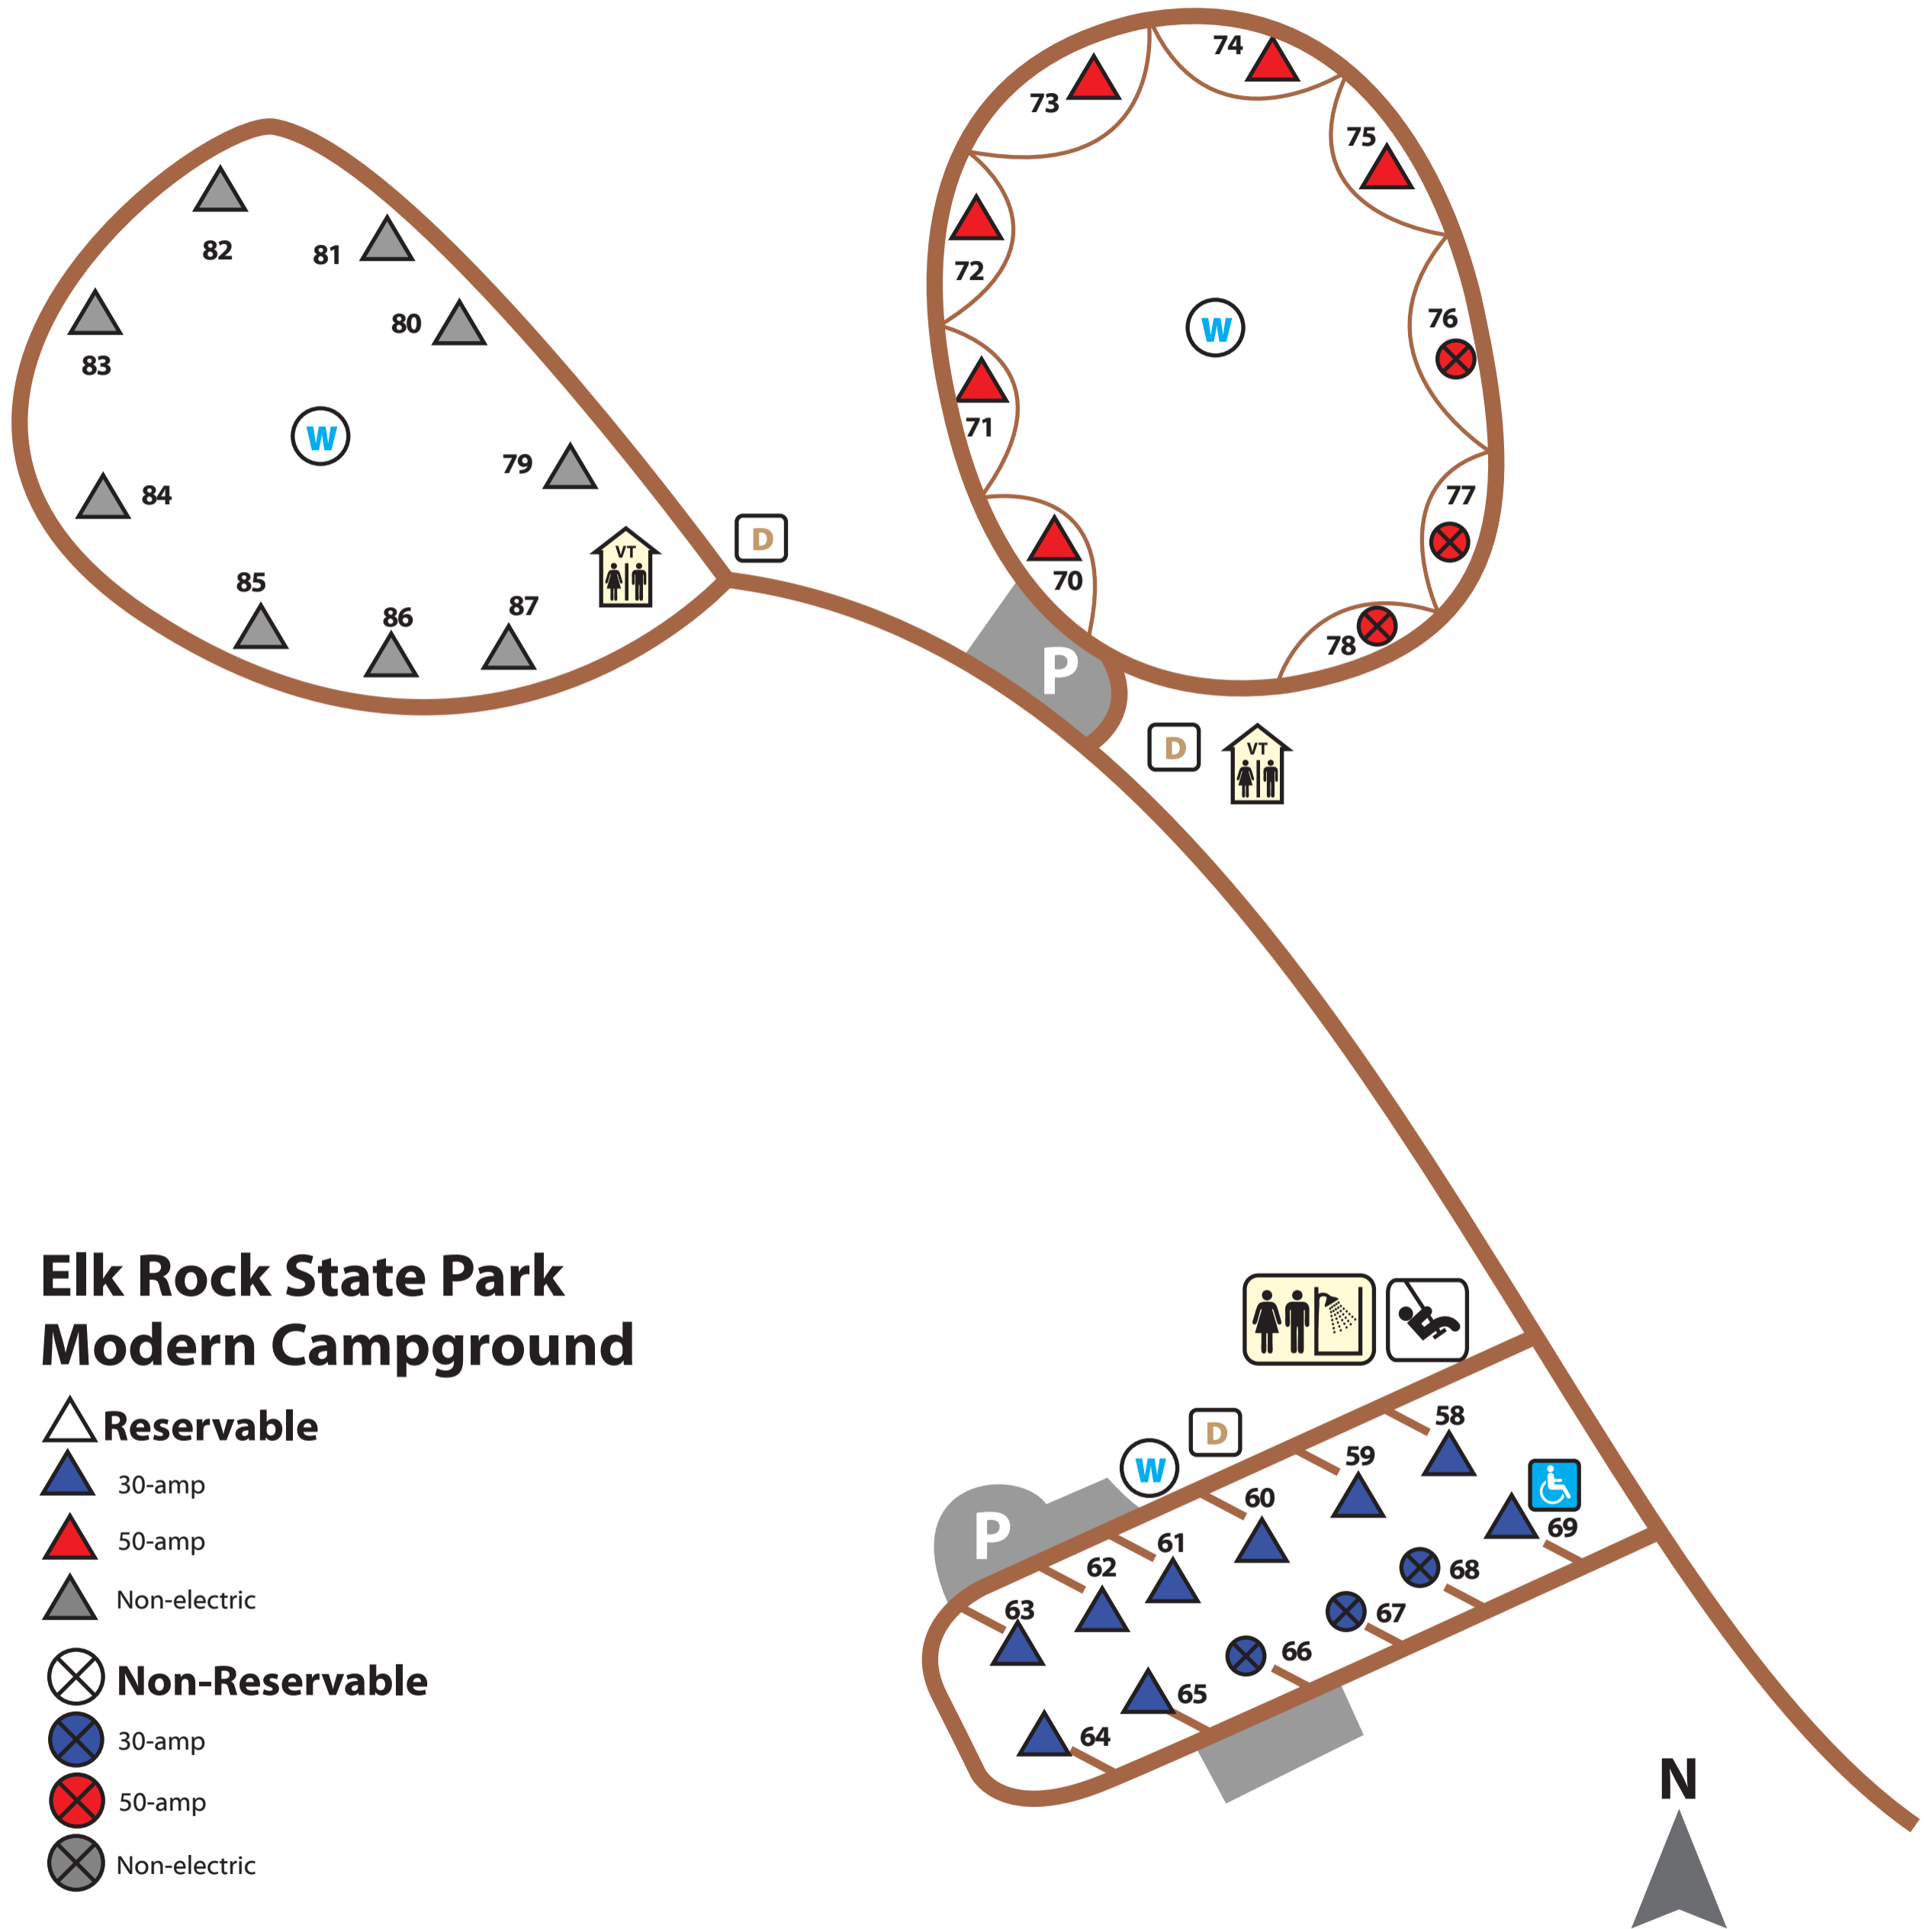 74
73
75
82
81
72
76
80
83
W
W
71
79
77
84
VT
D
70
85
87
86
78
P
D
VT
Elk Rock State Park
Modern Campground
Reservable
30-amp
50-amp
Non-electric
Non-Reservable
30-amp
50-amp
Non-electric
58
D
59
W
60
69
P
61
62
68
63
67
66
65
64
N